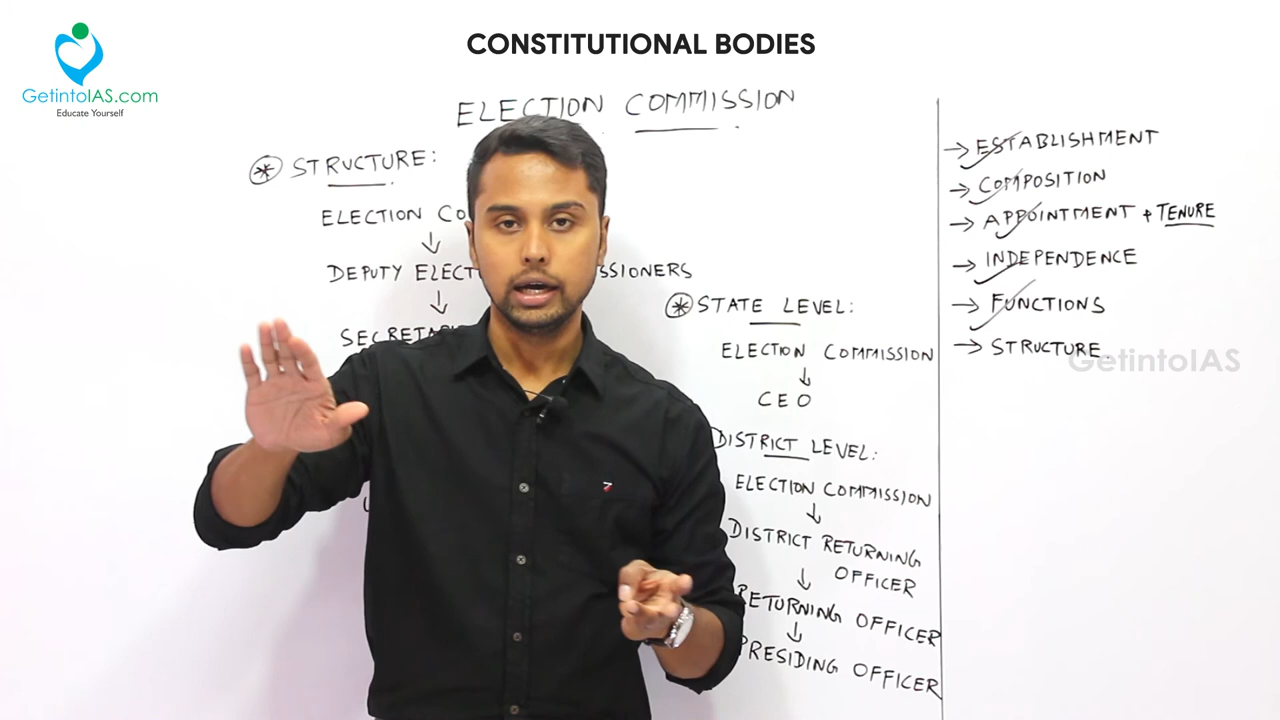 CONSTITUTIONAL BODIES
GetintoIAS.com
Educate Yourself
ELECTION COMMISSION
* STRUCTURE:
ELECTION
DEPUTY
* STATE LEVEL:
ELECTION COMMISSION
↓
CEO
DISTRICT LEVEL:
ELECTION COMMISSION
↓
DISTRICT RETURNING
OFFICER
↓
RETURNING OFFICER
↓
PRESIDING OFFICER
→ ESTABLISHMENT
→ COMPOSITION
→ APPOINTMENT + TENURE
→ INDEPENDENCE
→ FUNCTIONS
→ STRUCTURE.
GetintoIAS